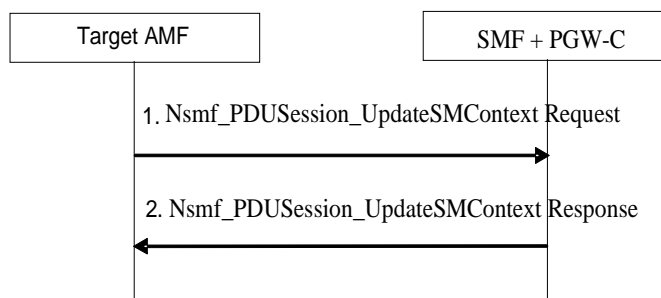 Target AMF
SMF + PGW-C
1. Nsmf_PDUSession_UpdateSMContext Request
2. Nsmf_PDUSession_UpdateSMContext Response